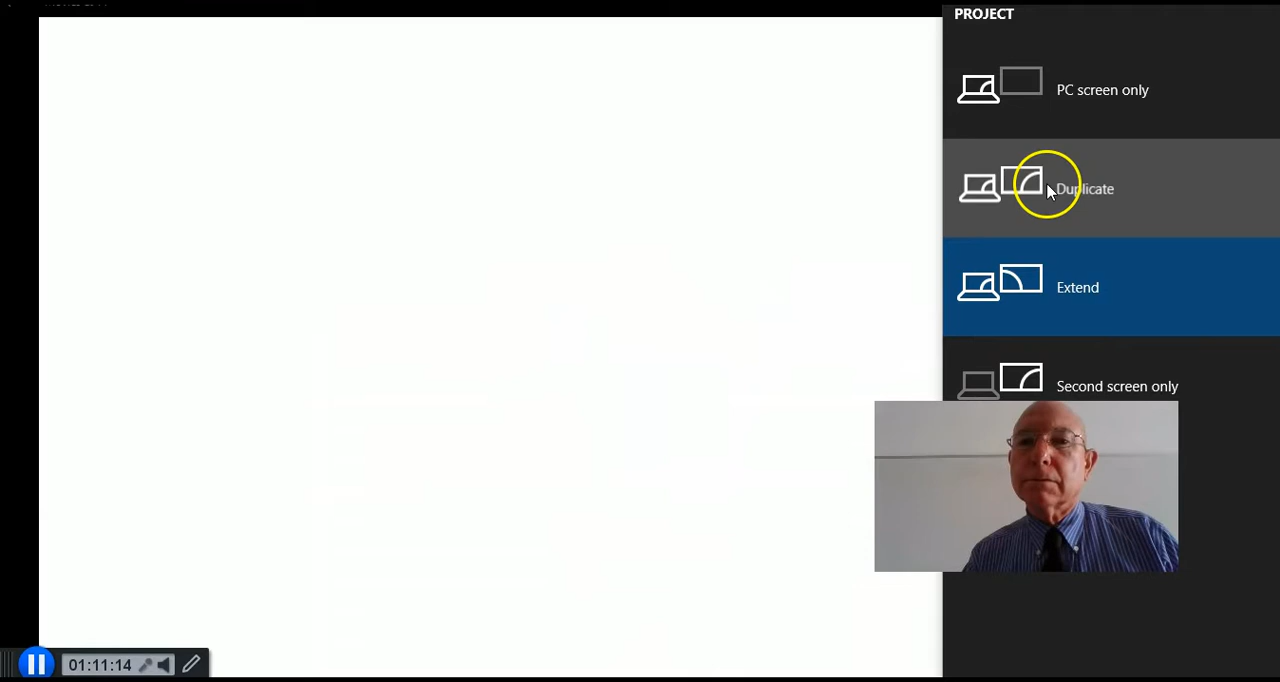 PROJECT
PC screen only
Duplicate
Extend
Second screen only
01:11:14